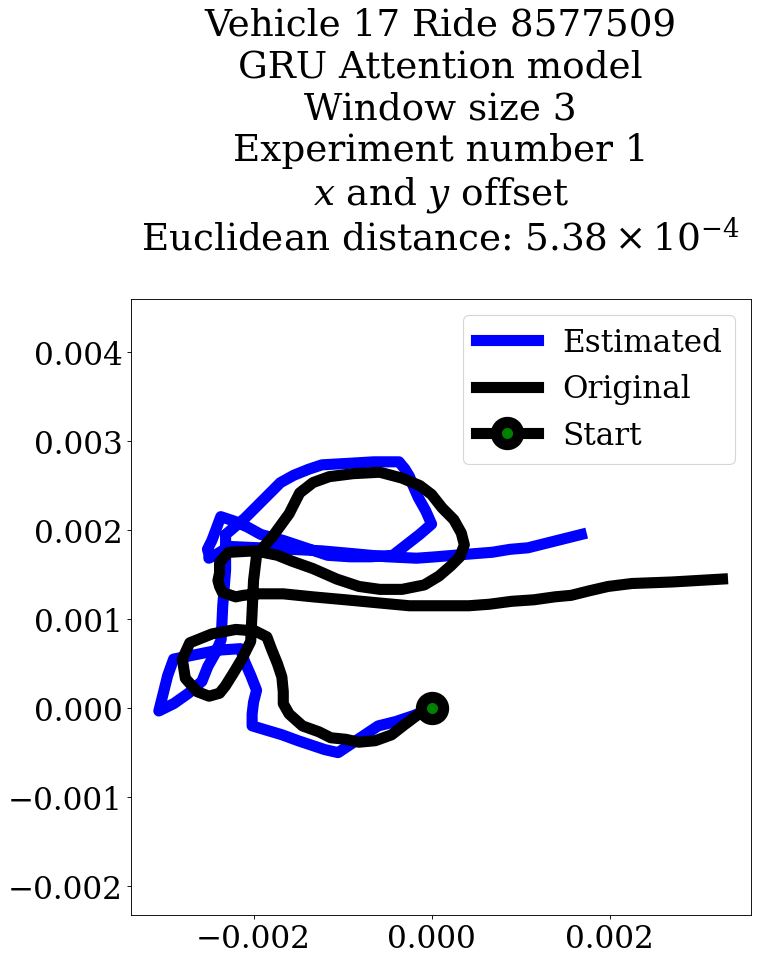 Vehicle 17 Ride 8577509
GRU Attention model
Window size 3
Experiment number 1
x and y offset
Euclidean distance: 5.38 × 10⁻⁴
Estimated
Original
Start
0.004
0.003
0.002
0.001
0.000
−0.001
−0.002
−0.002
0.000
0.002